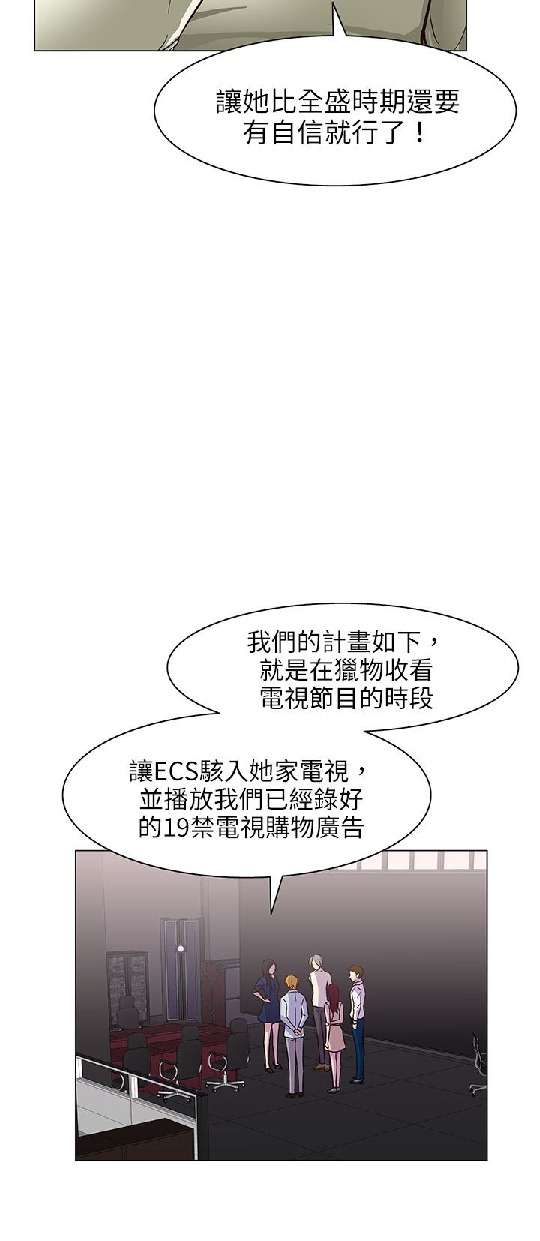 讓她比全盛時期還要
有自信就行了！
我們的計畫如下，
就是在獵物收看
電視節目的時段
讓ECS駭入她家電視，
並播放我們已經錄好
的19禁電視購物廣告